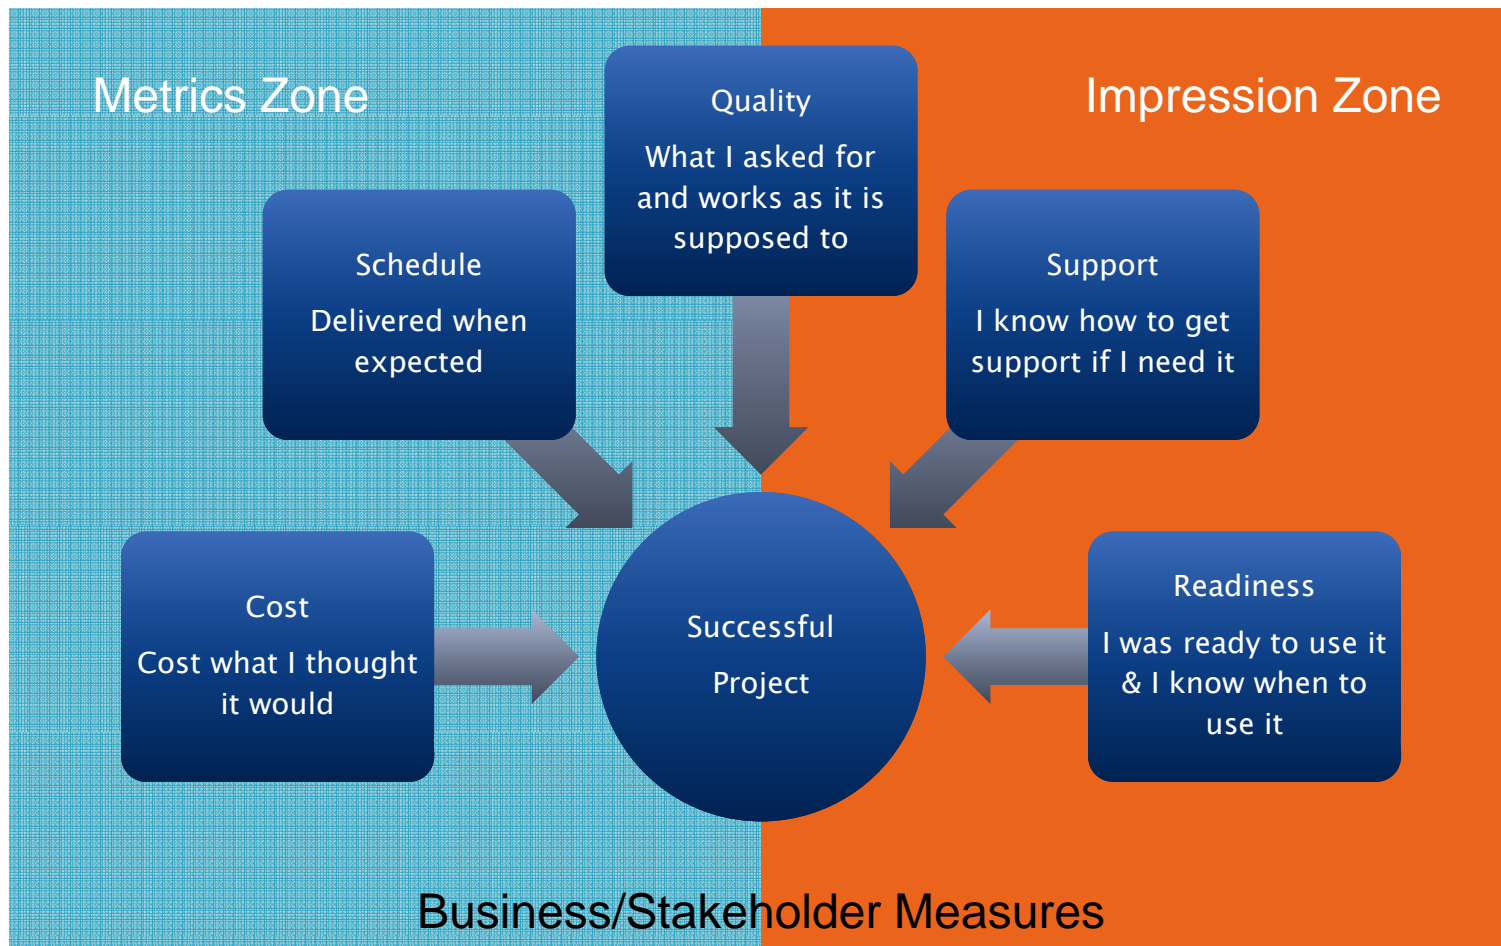 Metrics Zone
Impression Zone
Quality
What I asked for
and works as it is
supposed to
Schedule
Delivered when
expected
Support
I know how to get
support if I need it
Cost
Cost what I thought
it would
Successful
Project
Readiness
I was ready to use it
& I know when to
use it
Business/Stakeholder Measures